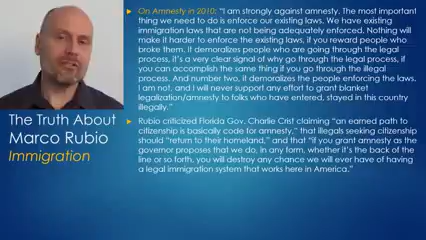 On Amnesty in 2010: “I am strongly against amnesty. The most important
thing we need to do is enforce our existing laws. We have existing
immigration laws that are not being adequately enforced. Nothing will
make it harder to enforce the existing laws, if you reward people who
broke them. It demoralizes people who are going through the legal
process, it’s a very clear signal of why go through the legal process, if
you can accomplish the same thing if you go through the illegal
process. And number two, it demoralizes the people enforcing the laws.
I am not, and I will never support any effort to grant blanket
legalization/amnesty to folks who have entered, stayed in this country
illegally.”
Rubio criticized Florida Gov. Charlie Crist claiming “an earned path to
citizenship is basically code for amnesty,” that illegals seeking citizenship
should “return to their homeland,” and that “if you grant amnesty as the
governor proposes that we do, in any form, whether it’s the back of the
line or so forth, you will destroy any chance we will ever have of having
a legal immigration system that works here in America.”
The Truth About
Marco Rubio
Immigration